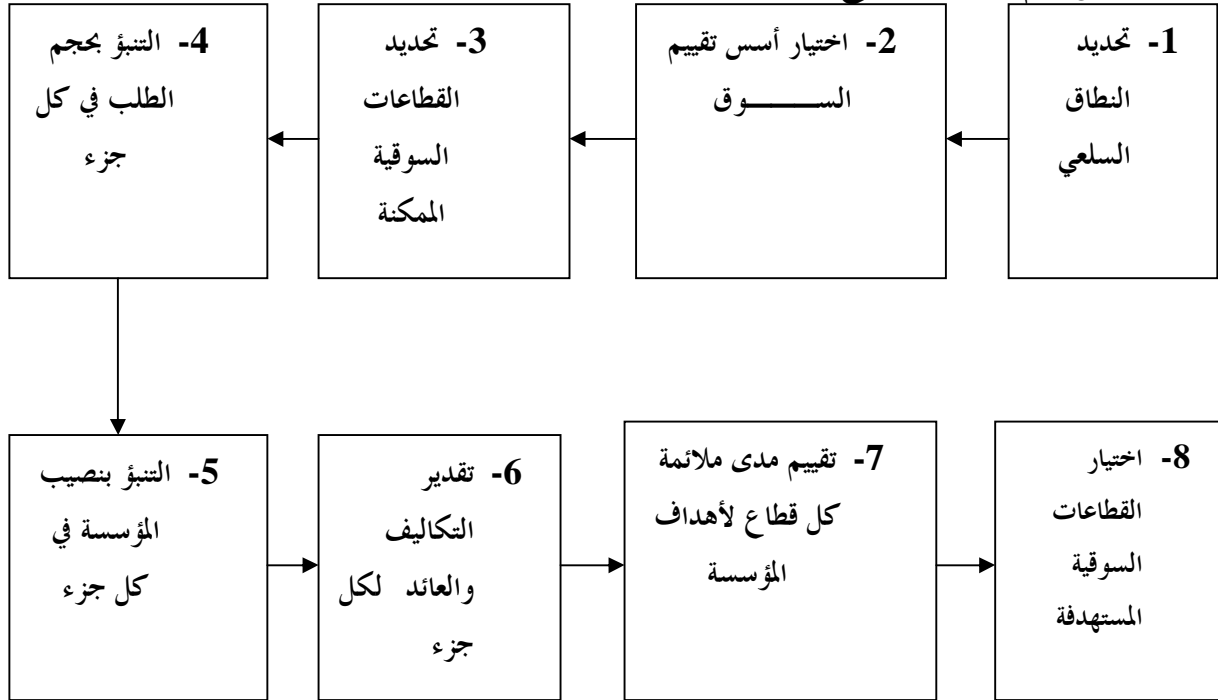 1- تحديد
النطاق
السلعي
2- اختيار أسس تقييم
الســـــوق
3- تحديد
القطاعات
السوقية
الممكنة
4- التنبؤ بحجم
الطلب في كل
جزء
5- التنبؤ بنصيب
المؤسسة في
كل جزء
6- تقدير
التكاليف
والعائد لكل
جزء
7- تقييم مدى ملائمة
كل قطاع لأهداف
المؤسسة
8- اختيار
القطاعات
السوقية
المستهدفة